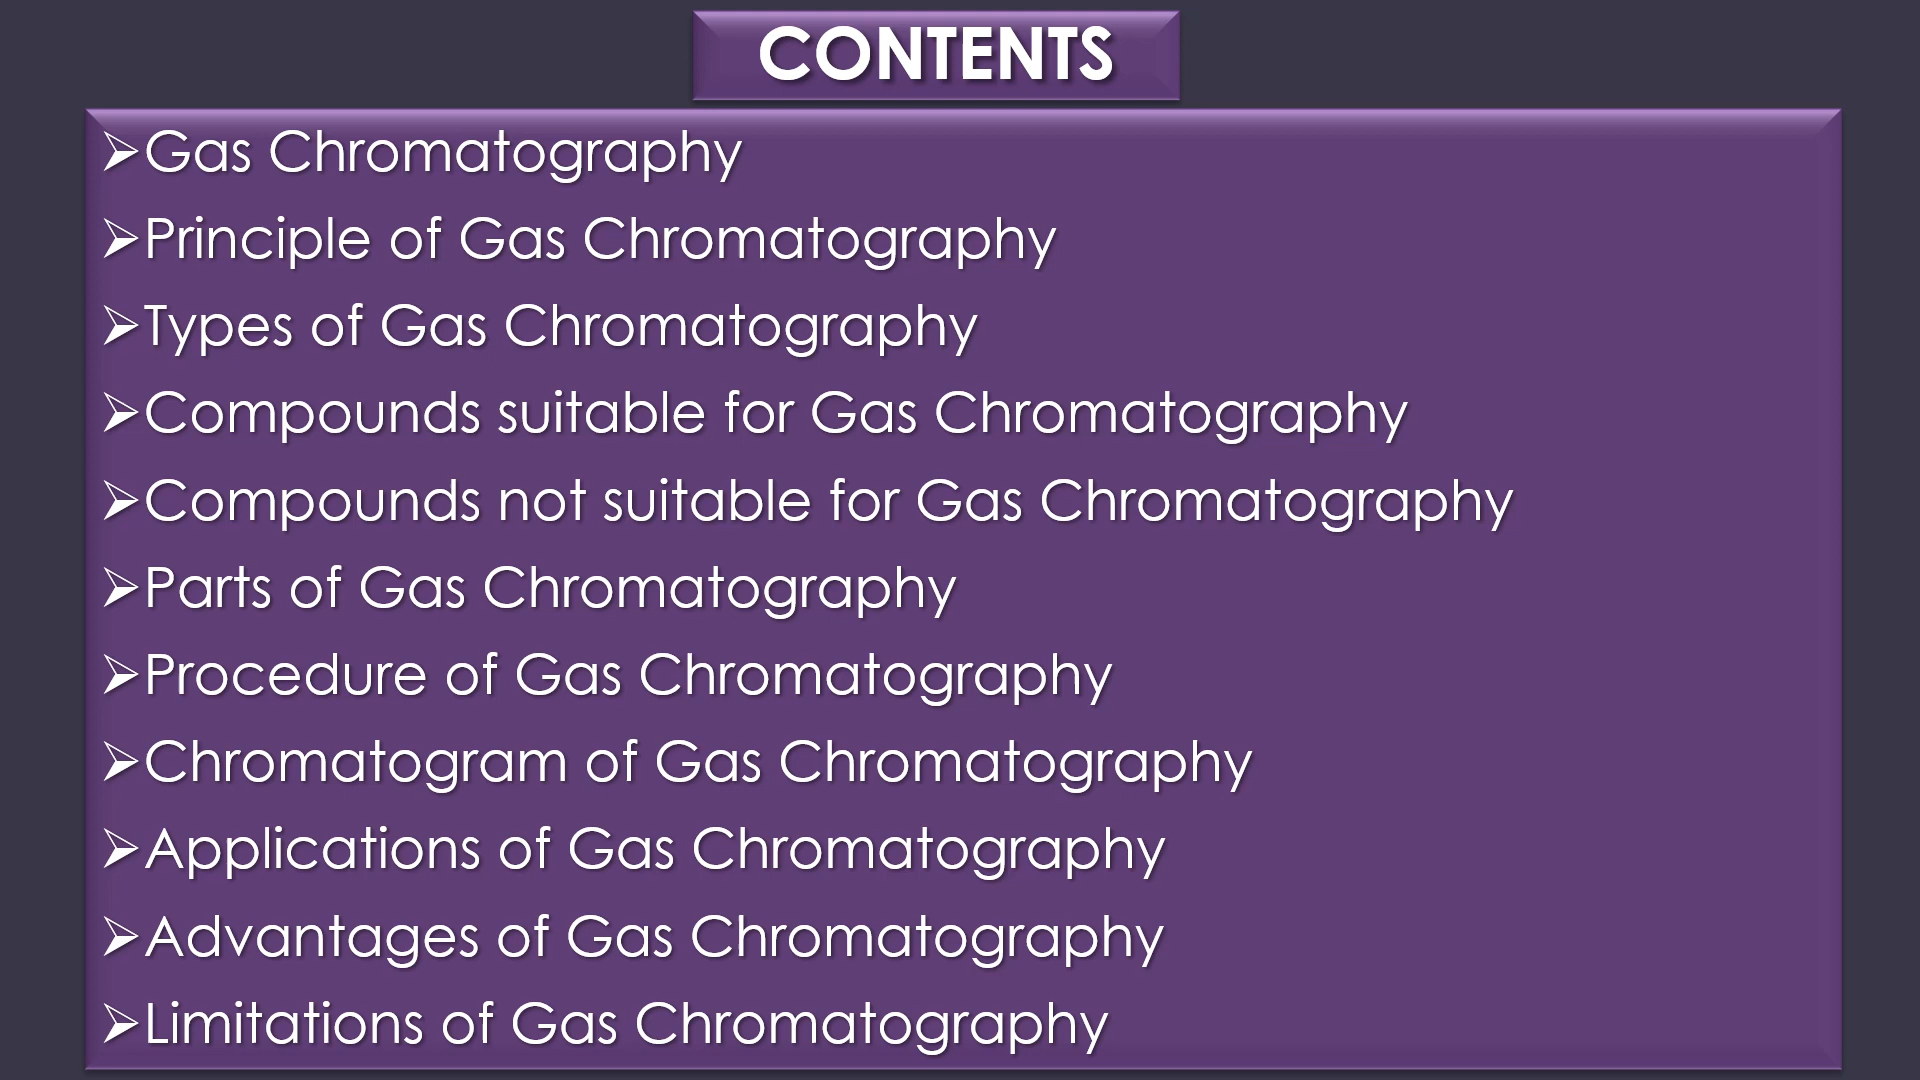 CONTENTS
➢Gas Chromatography
➢Principle of Gas Chromatography
➢Types of Gas Chromatography
➢Compounds suitable for Gas Chromatography
➢Compounds not suitable for Gas Chromatography
➢Parts of Gas Chromatography
➢Procedure of Gas Chromatography
➢Chromatogram of Gas Chromatography
➢Applications of Gas Chromatography
➢Advantages of Gas Chromatography
➢Limitations of Gas Chromatography